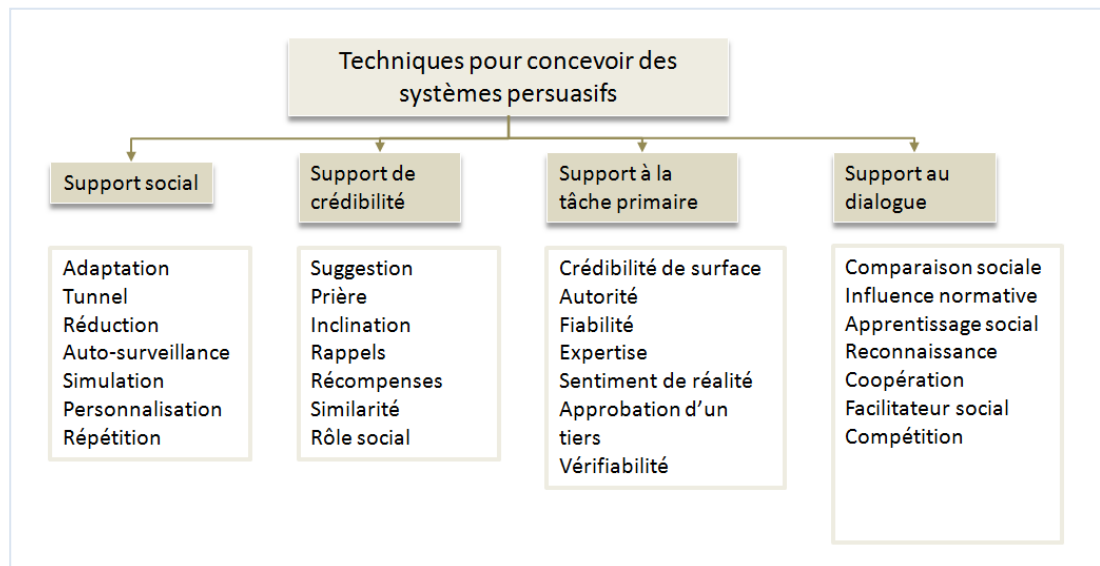 Techniques pour concevoir des
systèmes persuasifs
Support social
Support de
crédibilité
Support à la
tâche primaire
Support au
dialogue
Adaptation
Tunnel
Réduction
Auto-surveillance
Simulation
Personnalisation
Répétition
Suggestion
Prière
Inclination
Rappels
Récompenses
Similarité
Rôle social
Crédibilité de surface
Autorité
Fiabilité
Expertise
Sentiment de réalité
Approbation d’un
tiers
Vérifiabilité
Comparaison sociale
Influence normative
Apprentissage social
Reconnaissance
Coopération
Facilitateur social
Compétition